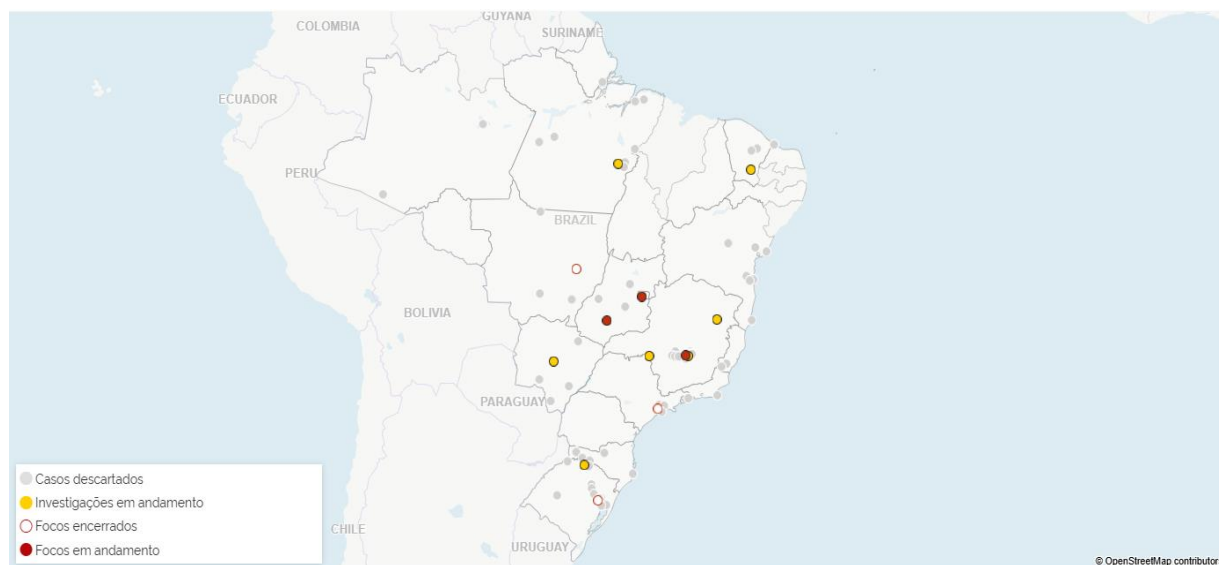 GUYANA
COLOMBIA
SURINAME
ECUADOR
PERU
BRAZIL
BOLIVIA
PARAGUAY
Casos descartados
Investigações em andamento
Focos encerrados
CHILE
Focos em andamento
URUGUAY
© OpenStreetMap contributor